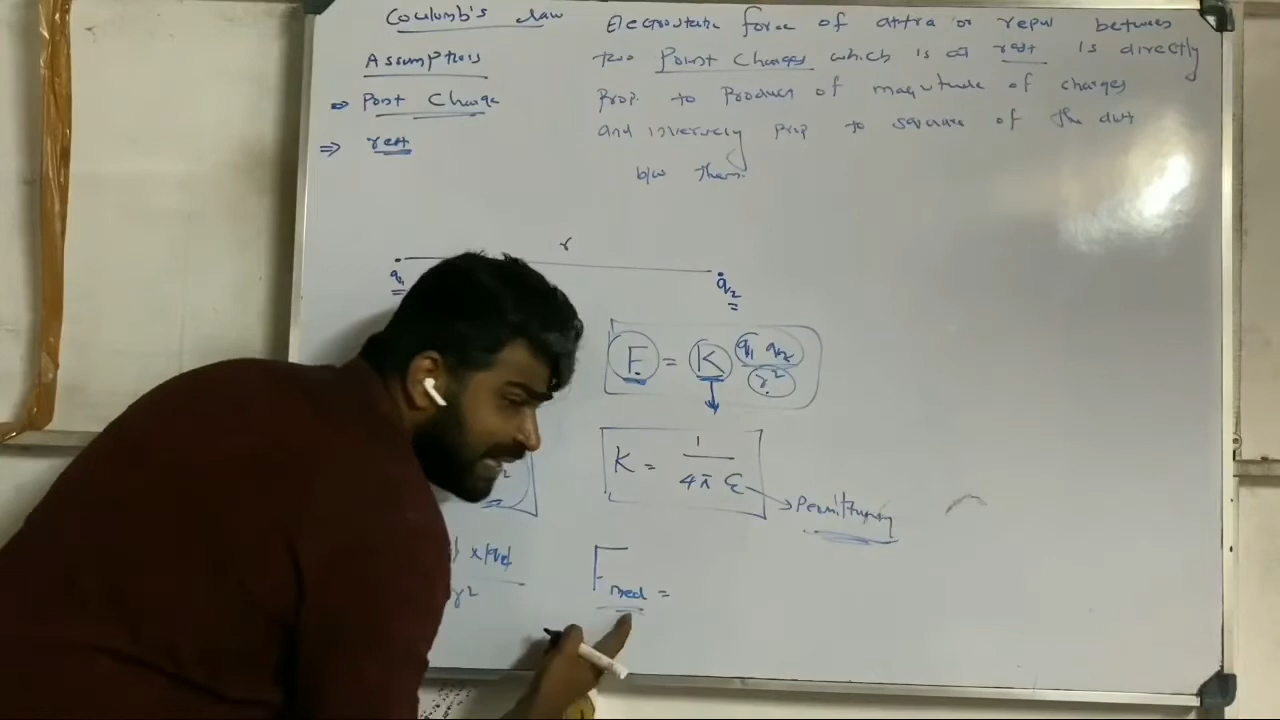 Coulomb's law
Assumptions
⇒ Point Charge
⇒ rest
Electrostatic force of attra or repul between
two Point Charges which is at rest is directly
Prop. to Product of magnitude of charges
and inversely prop to square of the dist
b/w them.
r
q1
q2
F = K q1 q2 / r²
K = 1 / 4π ε
Permittivity
r²
F med =